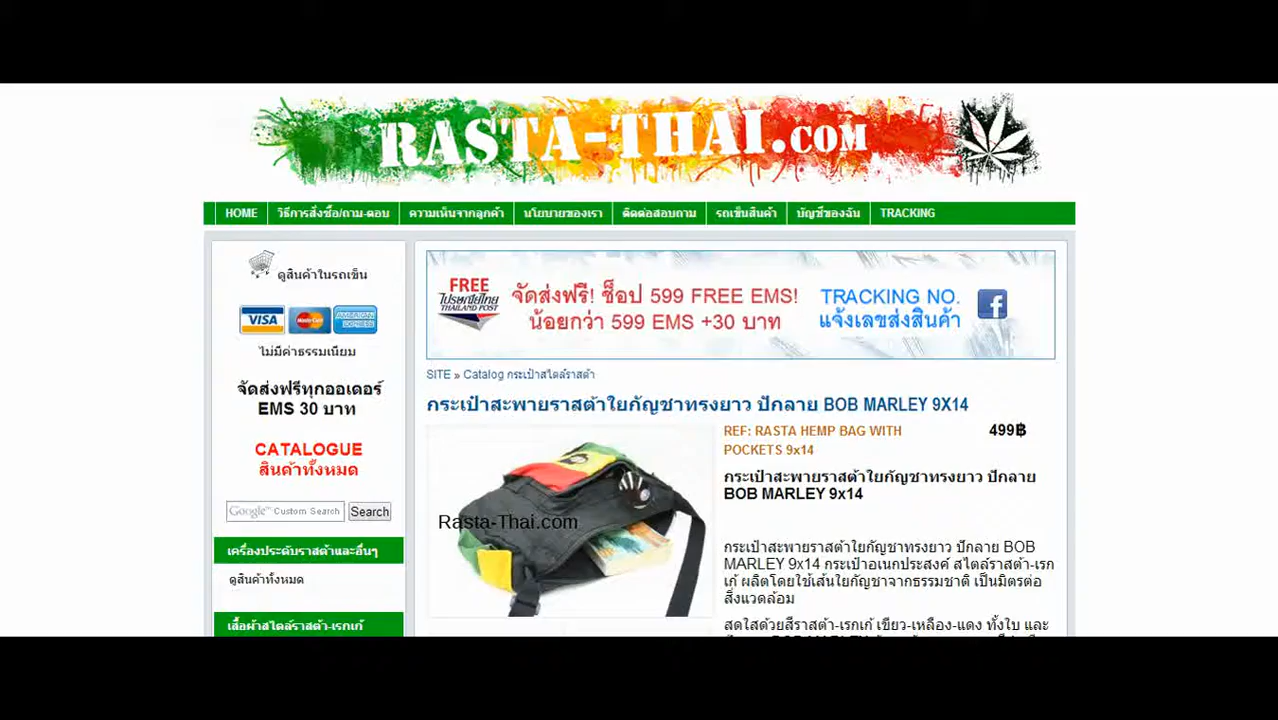 RASTA-THAI.COM
HOME วิธีการสั่งซื้อ/ถาม-ตอบ ความเห็นจากลูกค้า นโยบายของเรา ติดต่อสอบถาม รถเข็นสินค้า บัญชีของฉัน TRACKING
ดูสินค้าในรถเข็น
VISA MasterCard AMERICAN EXPRESS
ไม่มีค่าธรรมเนียม
จัดส่งฟรีทุกออเดอร์
EMS 30 บาท
CATALOGUE
สินค้าทั้งหมด
Google™ Custom Search Search
เครื่องประดับราสต้าและอื่นๆ
ดูสินค้าทั้งหมด
เสื้อผ้าสไตล์ราสต้า-เรกเก้
FREE
ไปรษณีย์ไทย
THAILAND POST
จัดส่งฟรี! ช็อป 599 FREE EMS!
น้อยกว่า 599 EMS +30 บาท
TRACKING NO.
แจ้งเลขส่งสินค้า
f
SITE » Catalog กระเป๋าสไตล์ราสต้า
กระเป๋าสะพายราสต้าใยกัญชาทรงยาว ปักลาย BOB MARLEY 9X14
Rasta-Thai.com
REF: RASTA HEMP BAG WITH
POCKETS 9x14
499฿
กระเป๋าสะพายราสต้าใยกัญชาทรงยาว ปักลาย
BOB MARLEY 9x14
กระเป๋าสะพายราสต้าใยกัญชาทรงยาว ปักลาย BOB
MARLEY 9x14 กระเป๋าอเนกประสงค์ สไตล์ราสต้า-เรก
เก้ ผลิตโดยใช้เส้นใยกัญชาจากธรรมชาติ เป็นมิตรต่อ
สิ่งแวดล้อม
สดใสด้วยสีราสต้า-เรกเก้ เขียว-เหลือง-แดง ทั้งใบ และ